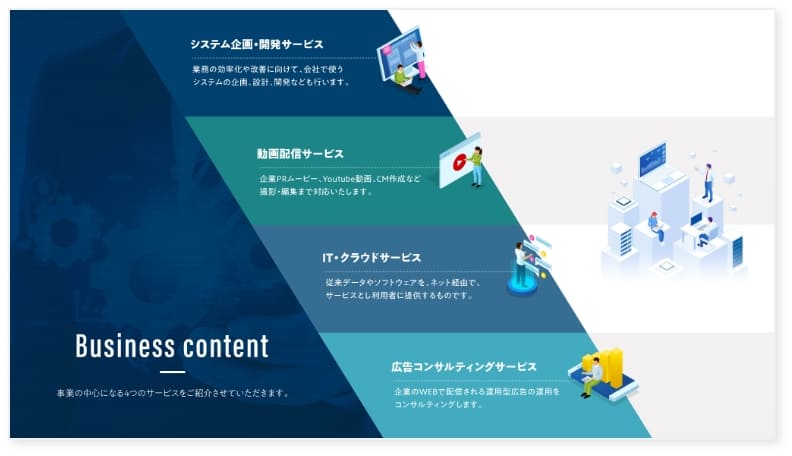 システム企画・開発サービス
業務の効率化や改善に向けて、会社で使う
システムの企画、設計、開発なども行います。
動画配信サービス
企業PRムービー、Youtube動画、CM作成など
撮影・編集まで対応いたします。
IT・クラウドサービス
従来データやソフトウェアを、ネット経由で、
サービスとし利用者に提供するものです。
広告コンサルティングサービス
企業のWEBで配信される運用型広告の運用を
コンサルティングします。
Business content
事業の中心になる4つのサービスをご紹介させていただきます。